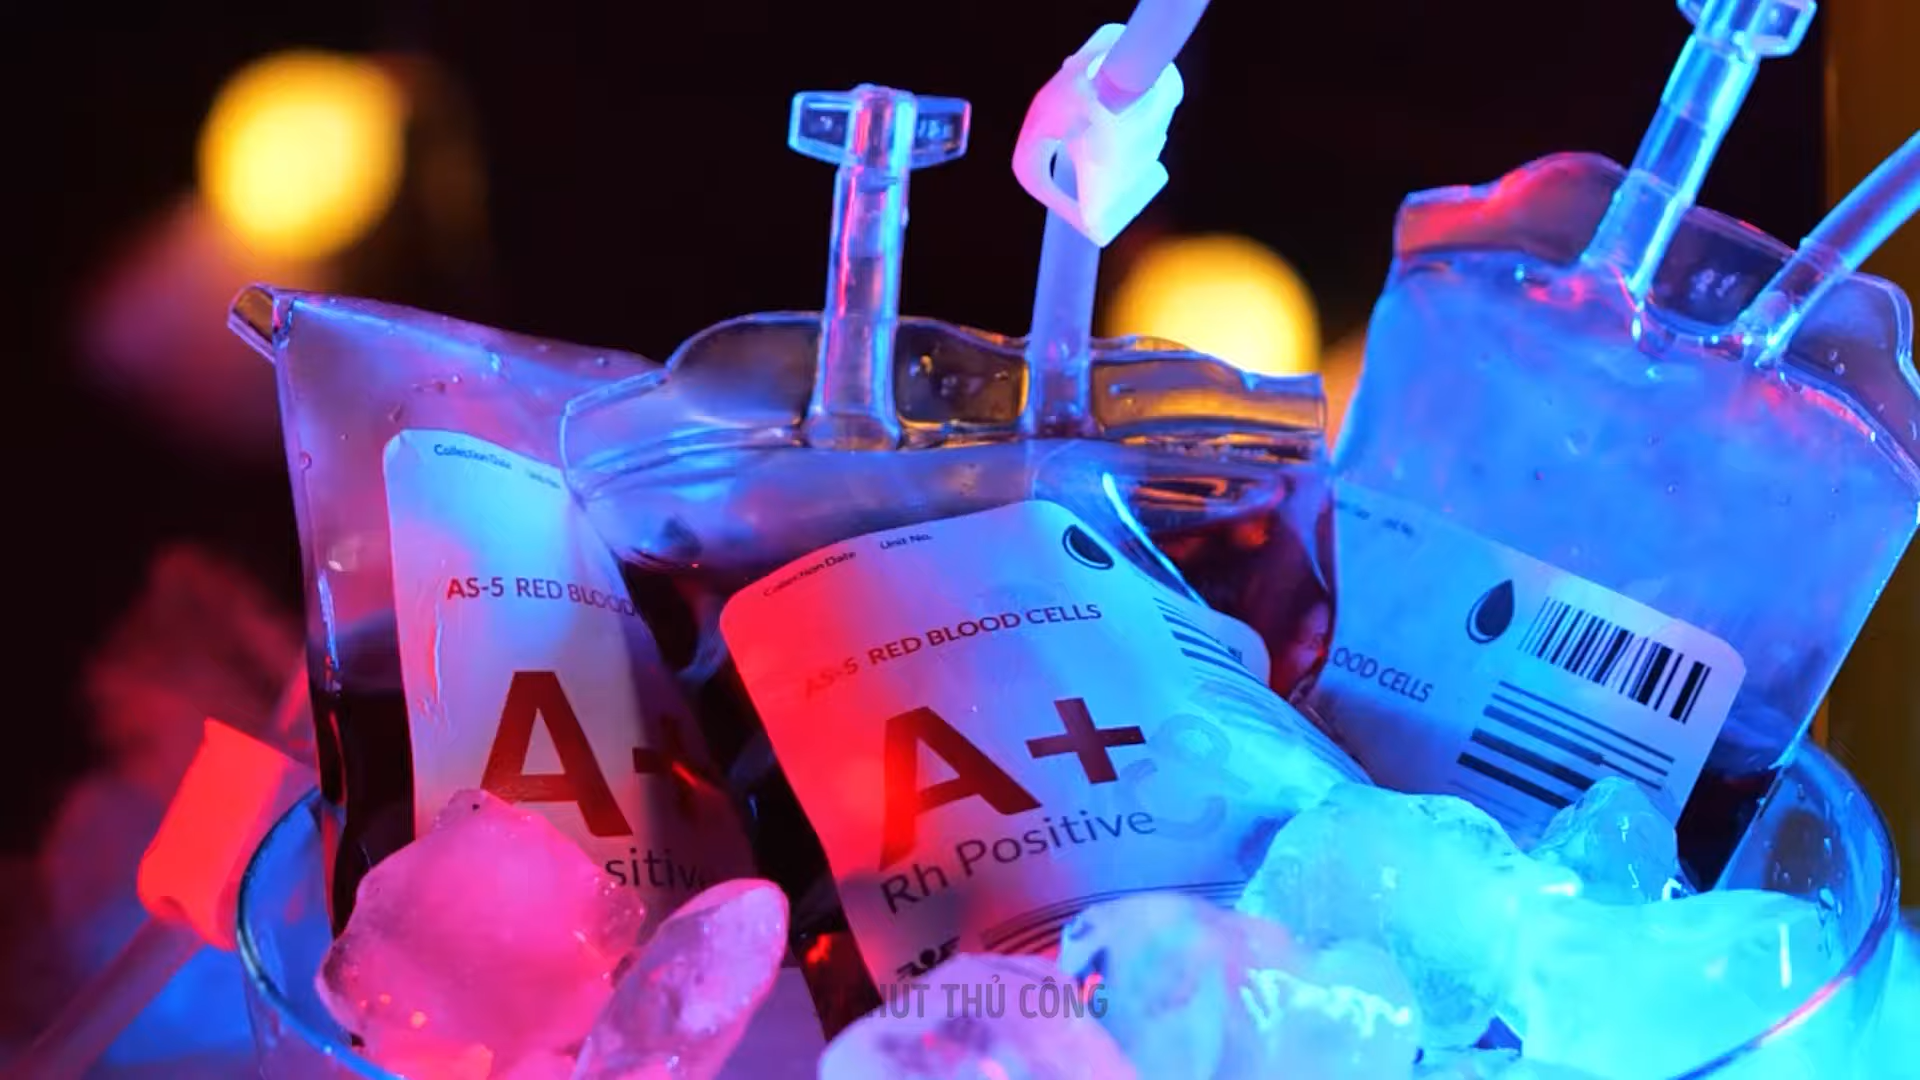 Collection Date
AS-5 RED BLOOD
A+
sitive
Collection Date Unit No.
AS-5 RED BLOOD CELLS
A+
Rh Positive
Unit No.
OOD CELLS
PHÚT THỦ CÔNG